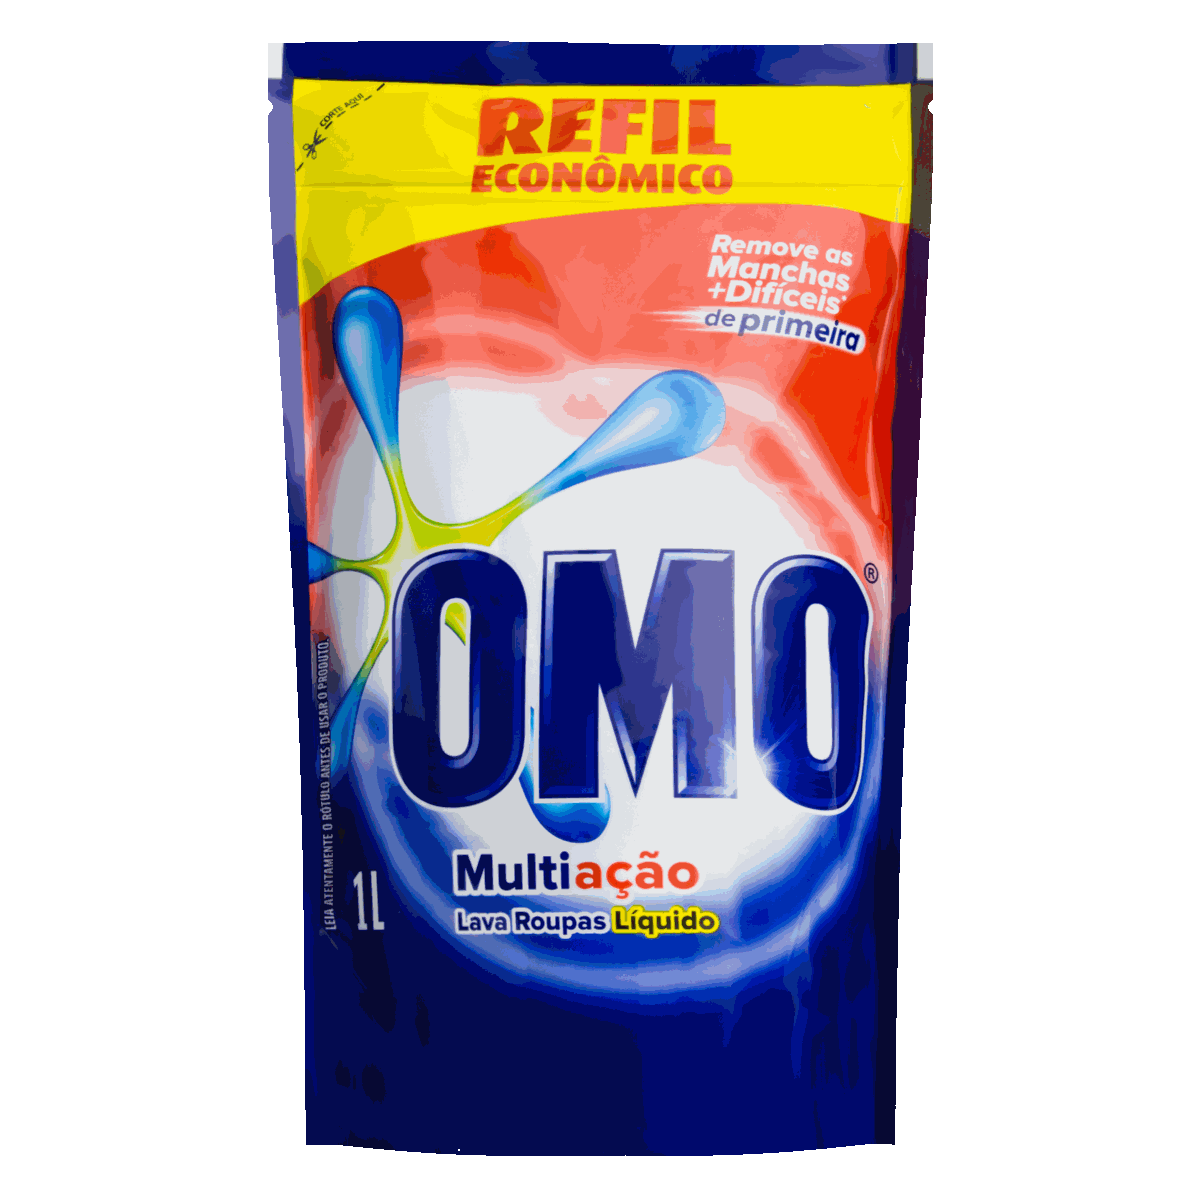 CORTE AQUI
REFIL
ECONÔMICO
Remove as
Manchas
+Difíceis*
de primeira
OMO®
Multiação
Lava Roupas Líquido
1L
LEIA ATENTAMENTE O RÓTULO ANTES DE USAR O PRODUTO.